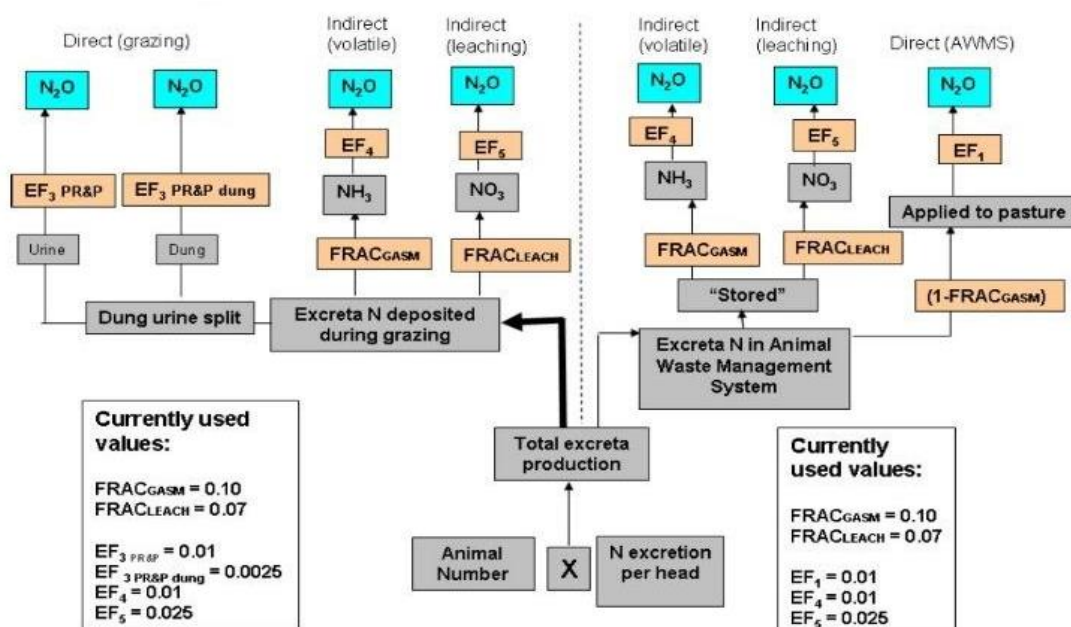 Direct (grazing)
Indirect
(volatile)
Indirect
(leaching)
Indirect
(volatile)
Indirect
(leaching)
Direct (AWMS)
N₂O
N₂O
N₂O
N₂O
N₂O
N₂O
N₂O
EF₄
EF₅
EF₄
EF₅
EF₁
EF₃ PR&P
EF₃ PR&P dung
NH₃
NO₃
NH₃
NO₃
Applied to pasture
Urine
Dung
FRACGASM
FRACLEACH
FRACGASM
FRACLEACH
(1-FRACGASM)
"Stored"
Dung urine split
Excreta N deposited
during grazing
Excreta N in Animal
Waste Management
System
Total excreta
production
Animal
Number
X
N excretion
per head
Currently used
values:
FRACGASM = 0.10
FRACLEACH = 0.07
EF₃ PR&P = 0.01
EF₃ PR&P dung = 0.0025
EF₄ = 0.01
EF₅ = 0.025
Currently
used values:
FRACGASM = 0.10
FRACLEACH = 0.07
EF₁ = 0.01
EF₄ = 0.01
EF₅ = 0.025